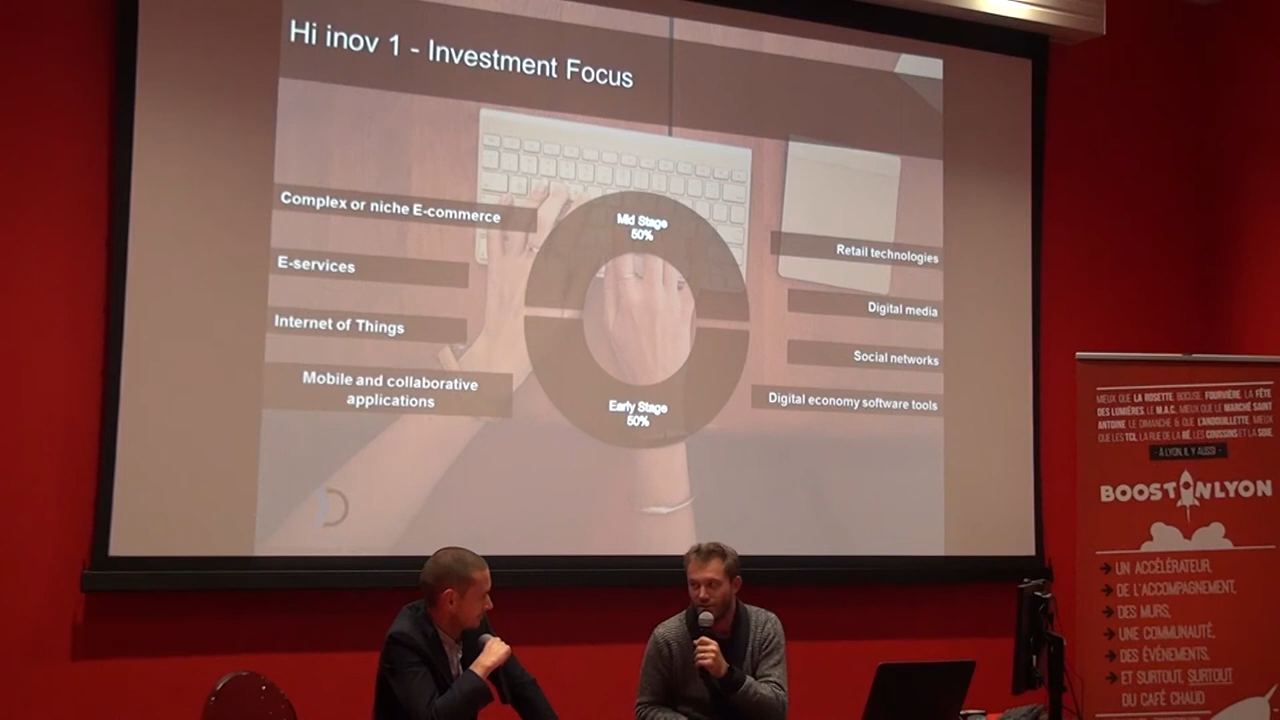 Hi inov 1 - Investment Focus
Complex or niche E-commerce
E-services
Internet of Things
Mobile and collaborative
applications
Mid Stage
50%
Early Stage
50%
Retail technologies
Digital media
Social networks
Digital economy software tools
MIEUX QUE LA ROSETTE, BOCUSE, FOURVIÈRE, LA FÊTE
DES LUMIÈRES, LE M.A.C, MIEUX QUE LE MARCHÉ SAINT
ANTOINE, LE DIMANCHE & QUE L'ANDOUILLETTE, MIEUX
QUE LES TCL, LA RUE DE LA RÉ, LES COUSSINS ET LA SOIE
- À LYON, IL Y AUSSI -
BOOST IN LYON
→ UN ACCÉLÉRATEUR,
→ DE L'ACCOMPAGNEMENT,
→ DES MURS,
→ UNE COMMUNAUTÉ,
→ DES ÉVÉNEMENTS,
→ ET SURTOUT, SURTOUT
DU CAFÉ CHAUD